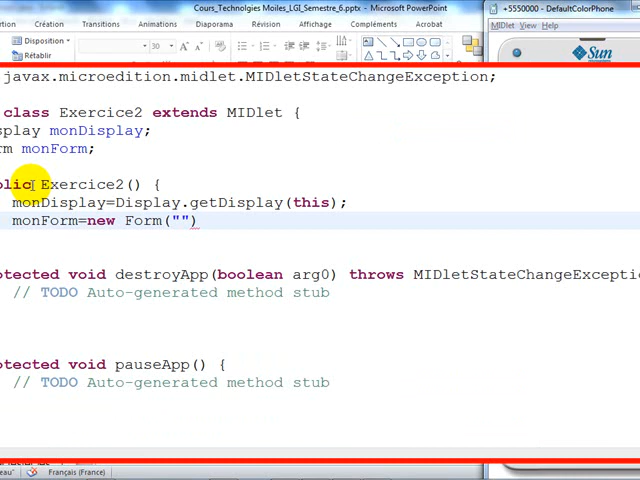 Cours_Technolgies Moiles_LGI_Semestre_6.pptx - Microsoft PowerPoint
+5550000 - DefaultColorPhone
Transitions Animations Diaporama Révision Affichage Compléments Acrobat
MIDlet View Help
Disposition
Rétablir
30
Sun
javax.microedition.midlet.MIDletStateChangeException;
class Exercice2 extends MIDlet {
splay monDisplay;
rm monForm;
blic Exercice2() {
monDisplay=Display.getDisplay(this);
monForm=new Form("")
otected void destroyApp(boolean arg0) throws MIDletStateChangeExceptio
// TODO Auto-generated method stub
otected void pauseApp() {
// TODO Auto-generated method stub
Français (France)